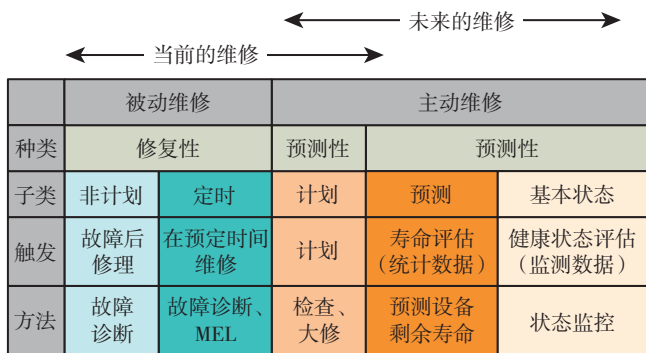 未来的维修
当前的维修
被动维修 主动维修
种类 修复性 预测性 预测性
子类 非计划 定时 计划 预测 基本状态
触发 故障后修理 在预定时间维修 计划 寿命评估（统计数据） 健康状态评估（监测数据）
方法 故障诊断 故障诊断、MEL 检查、大修 预测设备剩余寿命 状态监控